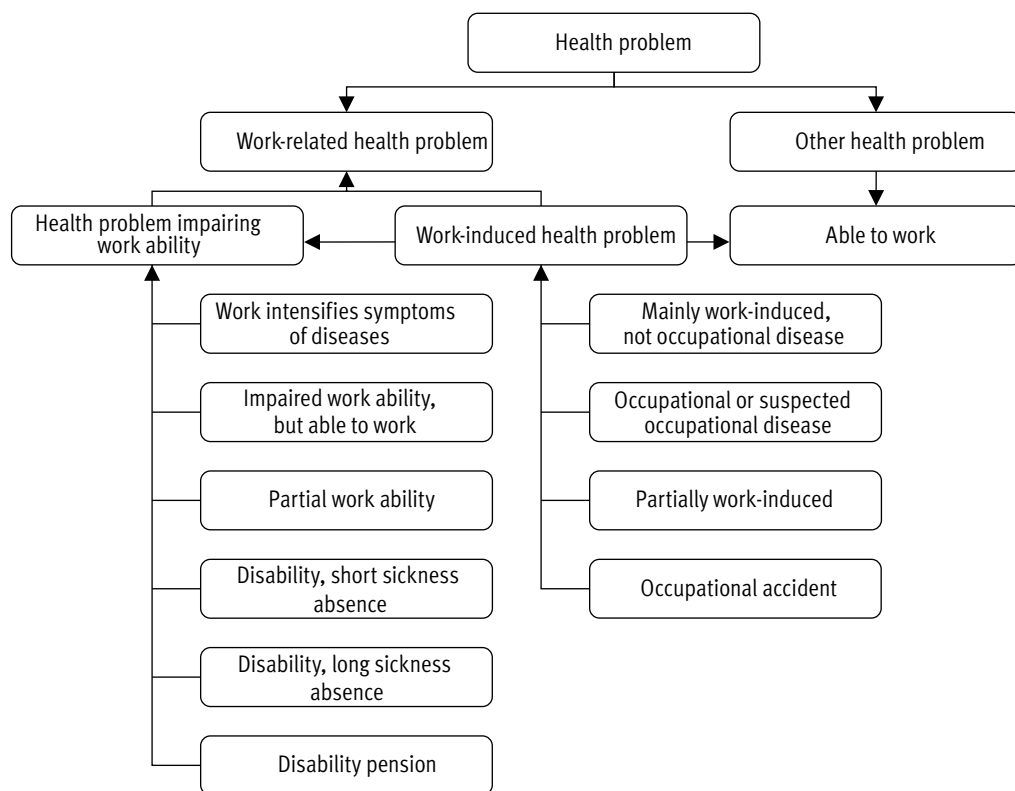 Health problem
Work-related health problem
Other health problem
Health problem impairing
work ability
Work-induced health problem
Able to work
Work intensifies symptoms
of diseases
Mainly work-induced,
not occupational disease
Impaired work ability,
but able to work
Occupational or suspected
occupational disease
Partial work ability
Partially work-induced
Disability, short sickness
absence
Occupational accident
Disability, long sickness
absence
Disability pension